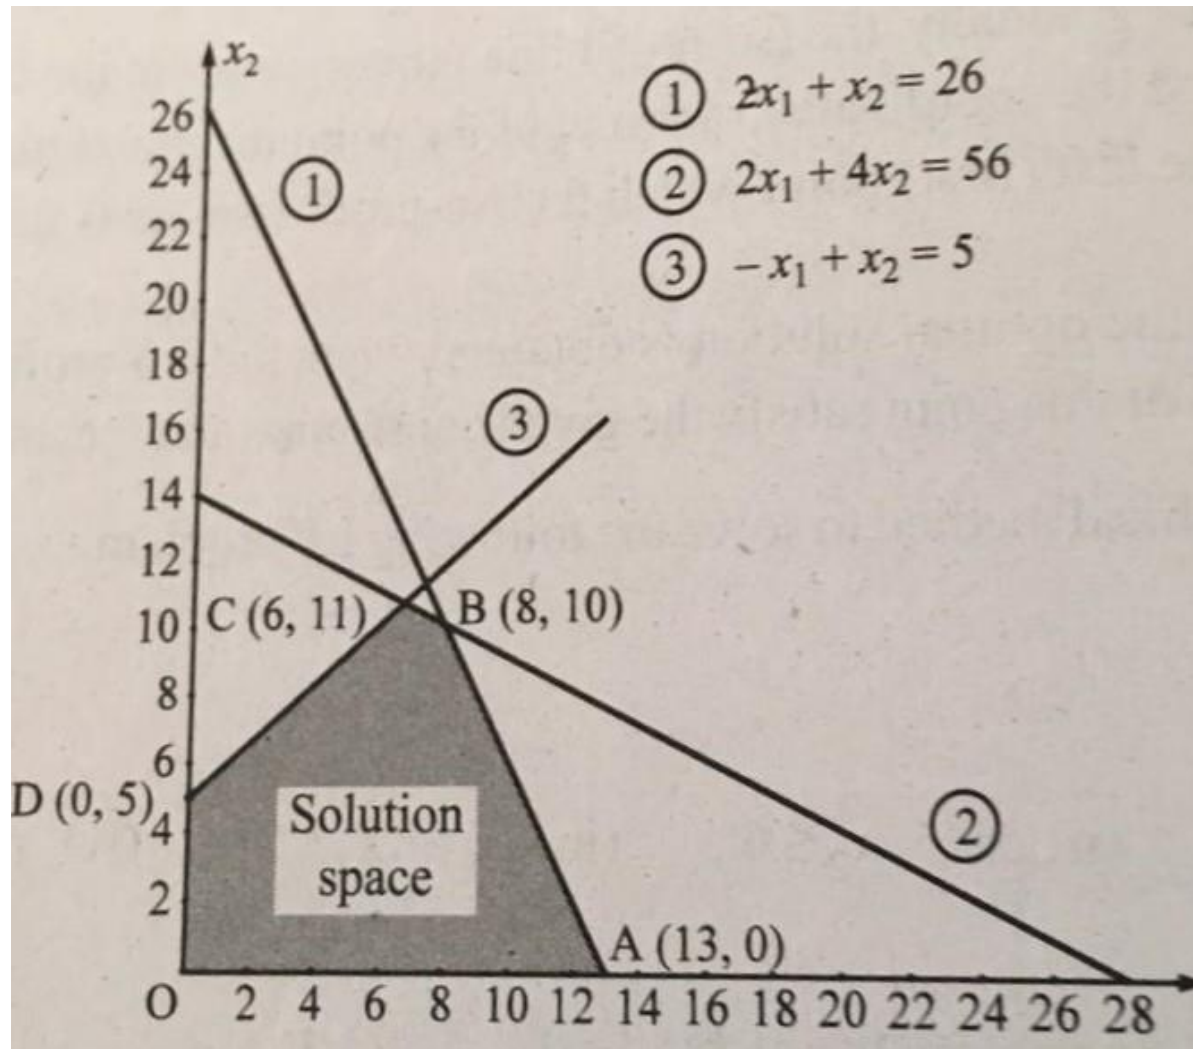 x₂
① 2x₁ + x₂ = 26
② 2x₁ + 4x₂ = 56
③ −x₁ + x₂ = 5
26
24
①
22
20
18
③
16
14
12
C (6, 11)
B (8, 10)
10
8
6
D (0, 5)
4
②
Solution
space
2
A (13, 0)
O 2 4 6 8 10 12 14 16 18 20 22 24 26 28